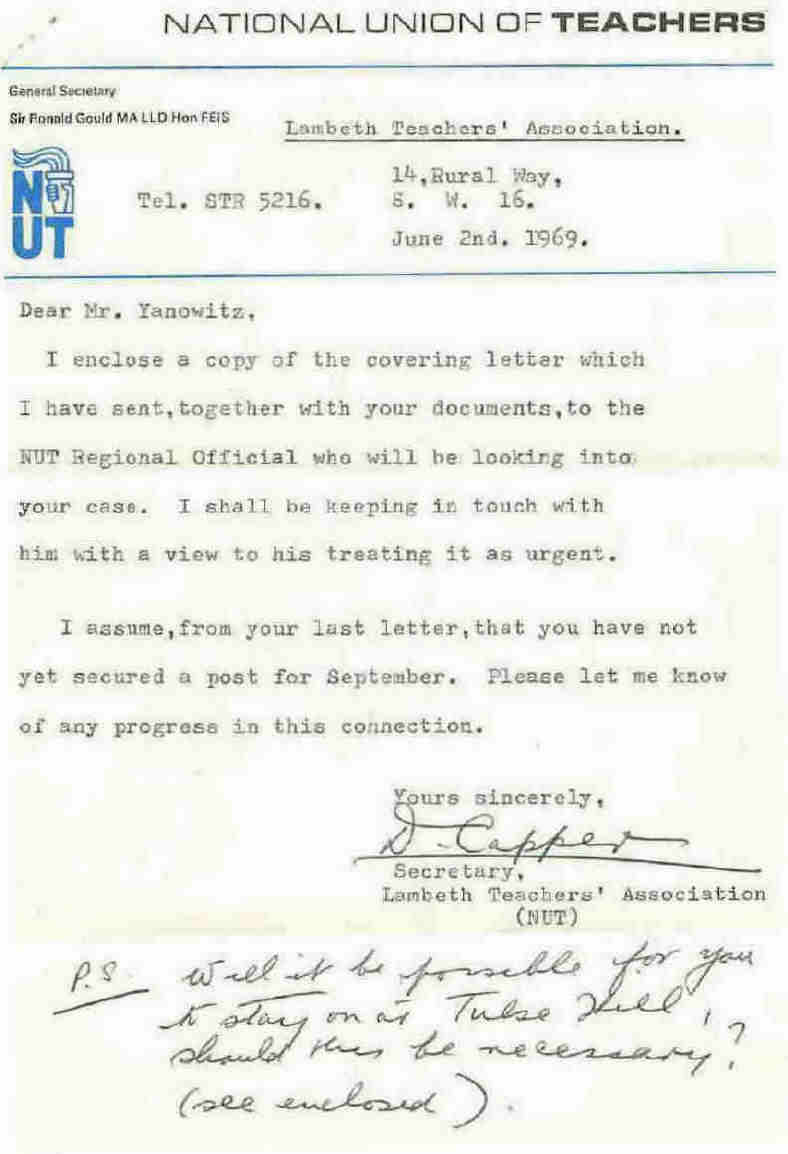 NATIONAL UNION OF TEACHERS
General Secretary
Sir Ronald Gould MA LLD Hon FEIS
Lambeth Teachers' Association.
NUT
14,Rural Way,
Tel. STR 5216.
S. W. 16.
June 2nd. 1969.
Dear Mr. Yanowitz,
I enclose a copy of the covering letter which
I have sent,together with your documents,to the
NUT Regional Official who will be looking into
your case. I shall be keeping in touch with
him with a view to his treating it as urgent.
I assume,from your last letter,that you have not
yet secured a post for September. Please let me know
of any progress in this connection.
Yours sincerely,
D. Capper
Secretary,
Lambeth Teachers' Association
(NUT)
P.S. Will it be possible for you
to stay on at Tulse Hill,
should this be necessary?
(see enclosed).